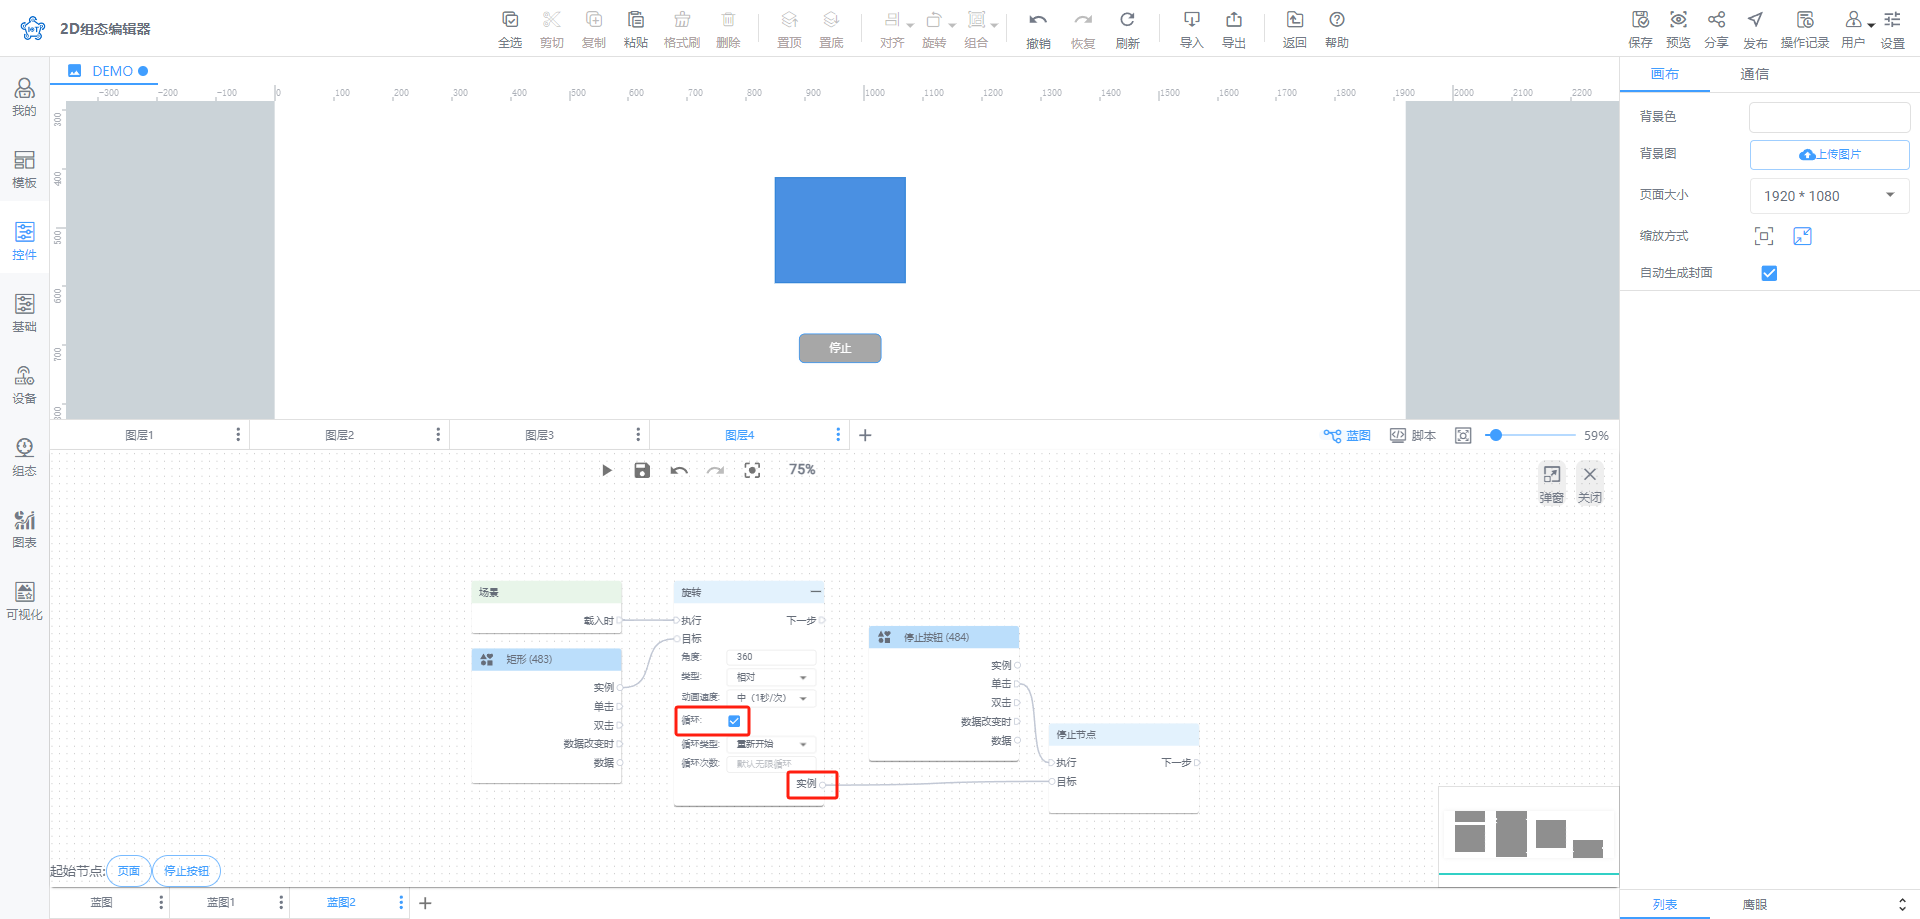 2D组态编辑器
全选 剪切 复制 粘贴 格式刷 删除 置顶 置底 对齐 旋转 组合 撤销 恢复 刷新 导入 导出 返回 帮助
保存 预览 分享 发布 操作记录 用户 设置
DEMO
画布 通信
-300 -200 -100 0 100 200 300 400 500 600 700 800 900 1000 1100 1200 1300 1400 1500 1600 1700 1800 1900 2000 2100 2200
300
400
500
600
700
800
我的
模板
控件
基础
设备
组态
图表
可视化
背景色
背景图 上传图片
页面大小 1920 * 1080
缩放方式
自动生成封面
停止
图层1 图层2 图层3 图层4
蓝图 脚本 59%
75%
弹窗 关闭
场景
载入时
矩形 (483)
实例
单击
双击
数据改变时
数据
旋转
执行 下一步
目标
角度: 360
类型: 相对
动画速度: 中（1秒/次）
循环:
循环类型: 重新开始
循环次数: 默认无限循环
实例
停止按钮 (484)
实例
单击
双击
数据改变时
数据
停止节点
执行 下一步
目标
起始节点: 页面 停止按钮
蓝图 蓝图1 蓝图2
列表 鹰眼